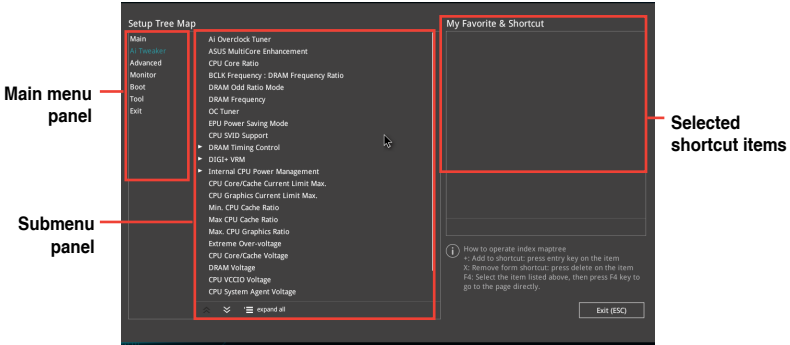 Setup Tree Map
Main
Ai Tweaker
Advanced
Monitor
Boot
Tool
Exit
Ai Overclock Tuner
ASUS MultiCore Enhancement
CPU Core Ratio
BCLK Frequency : DRAM Frequency Ratio
DRAM Odd Ratio Mode
DRAM Frequency
OC Tuner
EPU Power Saving Mode
CPU SVID Support
DRAM Timing Control
DIGI+ VRM
Internal CPU Power Management
CPU Core/Cache Current Limit Max.
CPU Graphics Current Limit Max.
Min. CPU Cache Ratio
Max CPU Cache Ratio
Max. CPU Graphics Ratio
Extreme Over-voltage
CPU Core/Cache Voltage
DRAM Voltage
CPU VCCIO Voltage
CPU System Agent Voltage
expand all
My Favorite & Shortcut
How to operate index maptree
+: Add to shortcut: press entry key on the item
X: Remove form shortcut: press delete on the item
F4: Select the item listed above, then press F4 key to
go to the page directly.
Exit (ESC)
Main menu
panel
Submenu
panel
Selected
shortcut items